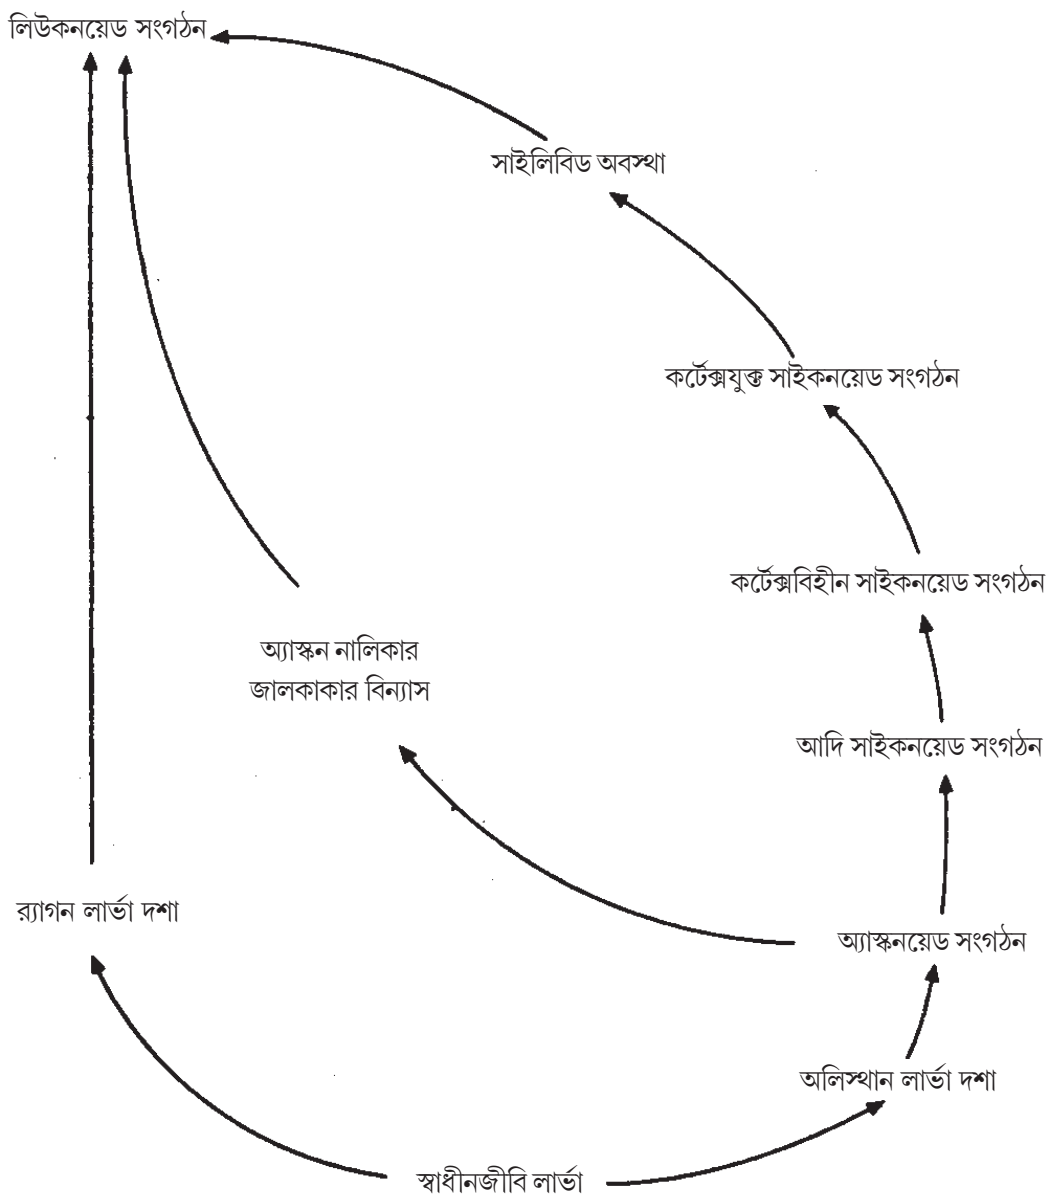 লিউকনয়েড সংগঠন
সাইলিবিড অবস্থা
কর্টেক্সযুক্ত সাইকনয়েড সংগঠন
কর্টেক্সবিহীন সাইকনয়েড সংগঠন
অ্যাস্কন নালিকার
জালকাকার বিন্যাস
আদি সাইকনয়েড সংগঠন
র‍্যাগন লার্ভা দশা
অ্যাস্কনয়েড সংগঠন
অলিস্থান লার্ভা দশা
স্বাধীনজীবি লার্ভা